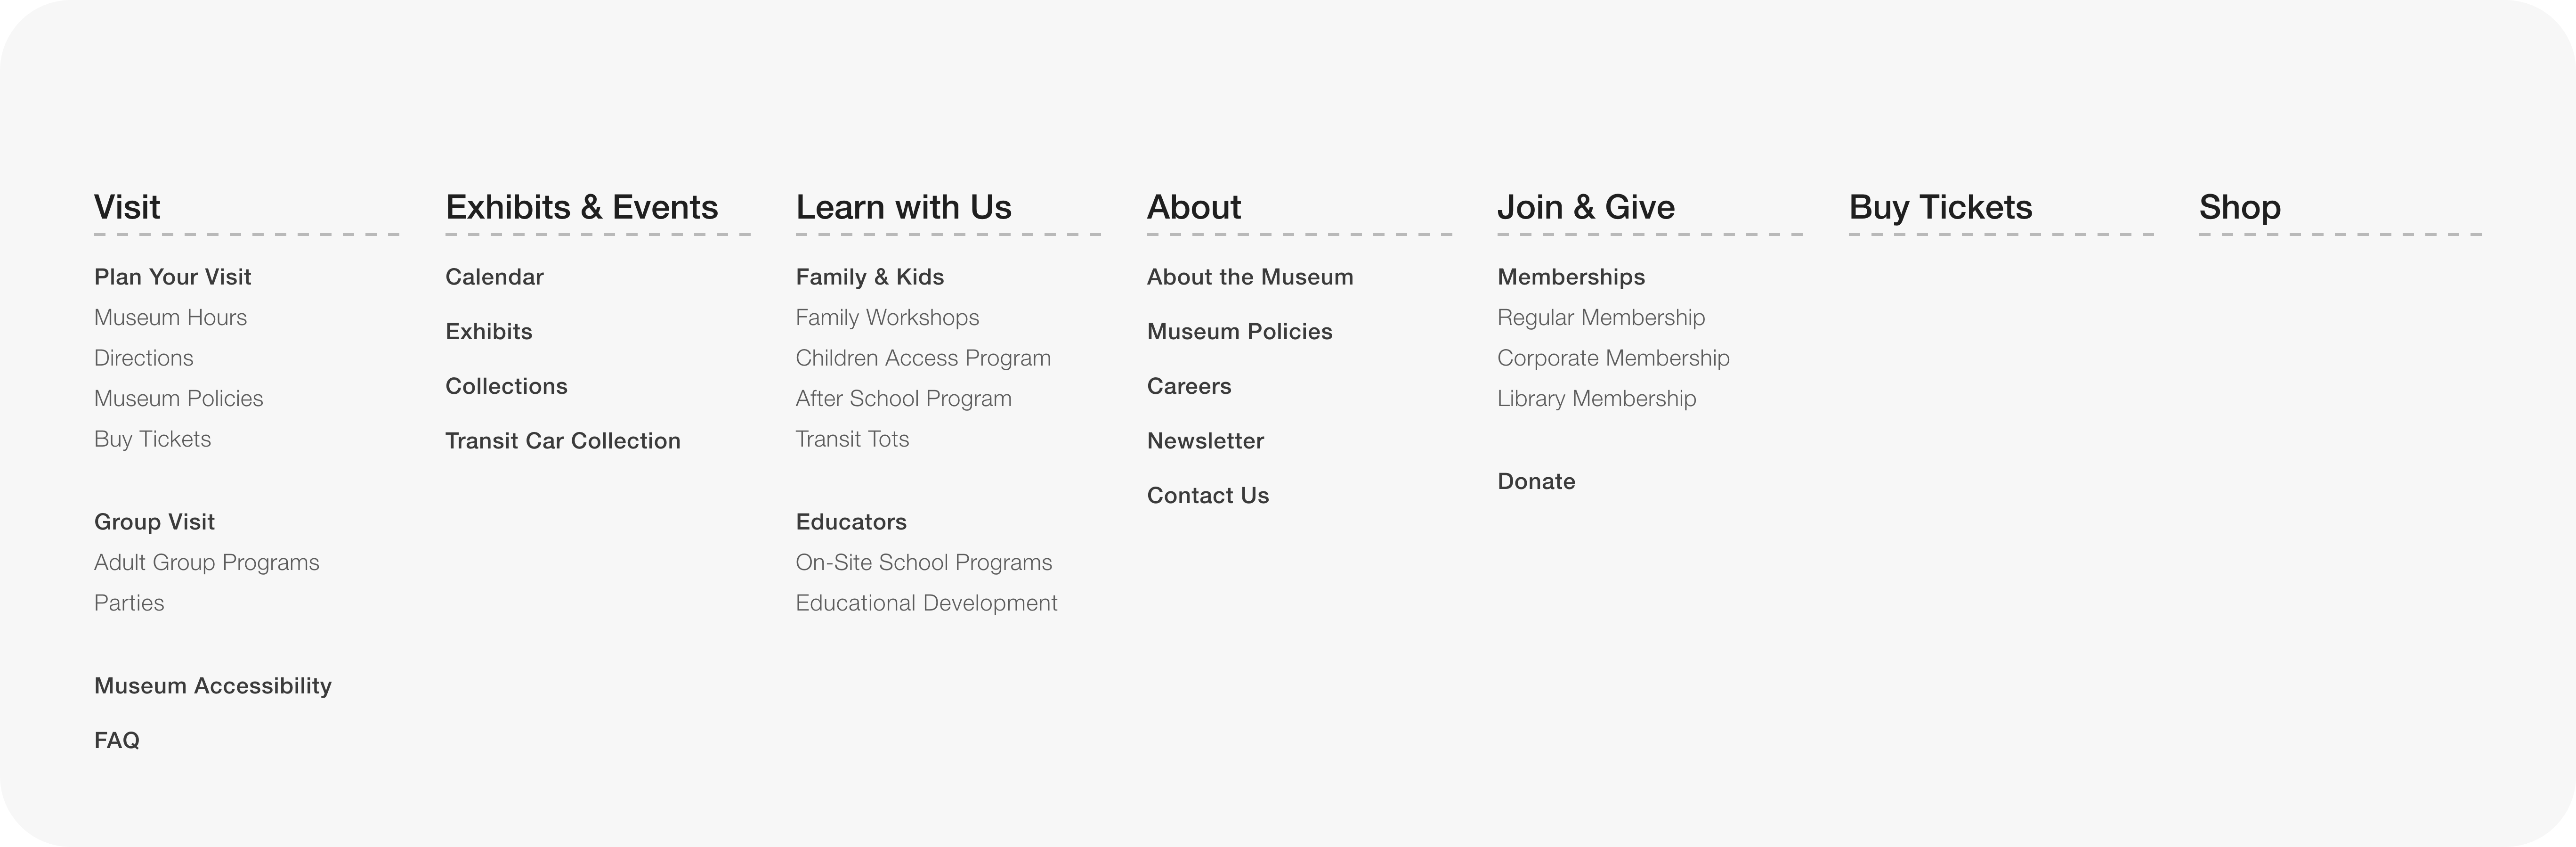 Visit
Plan Your Visit
Museum Hours
Directions
Museum Policies
Buy Tickets
Group Visit
Adult Group Programs
Parties
Museum Accessibility
FAQ
Exhibits & Events
Calendar
Exhibits
Collections
Transit Car Collection
Learn with Us
Family & Kids
Family Workshops
Children Access Program
After School Program
Transit Tots
Educators
On-Site School Programs
Educational Development
About
About the Museum
Museum Policies
Careers
Newsletter
Contact Us
Join & Give
Memberships
Regular Membership
Corporate Membership
Library Membership
Donate
Buy Tickets
Shop